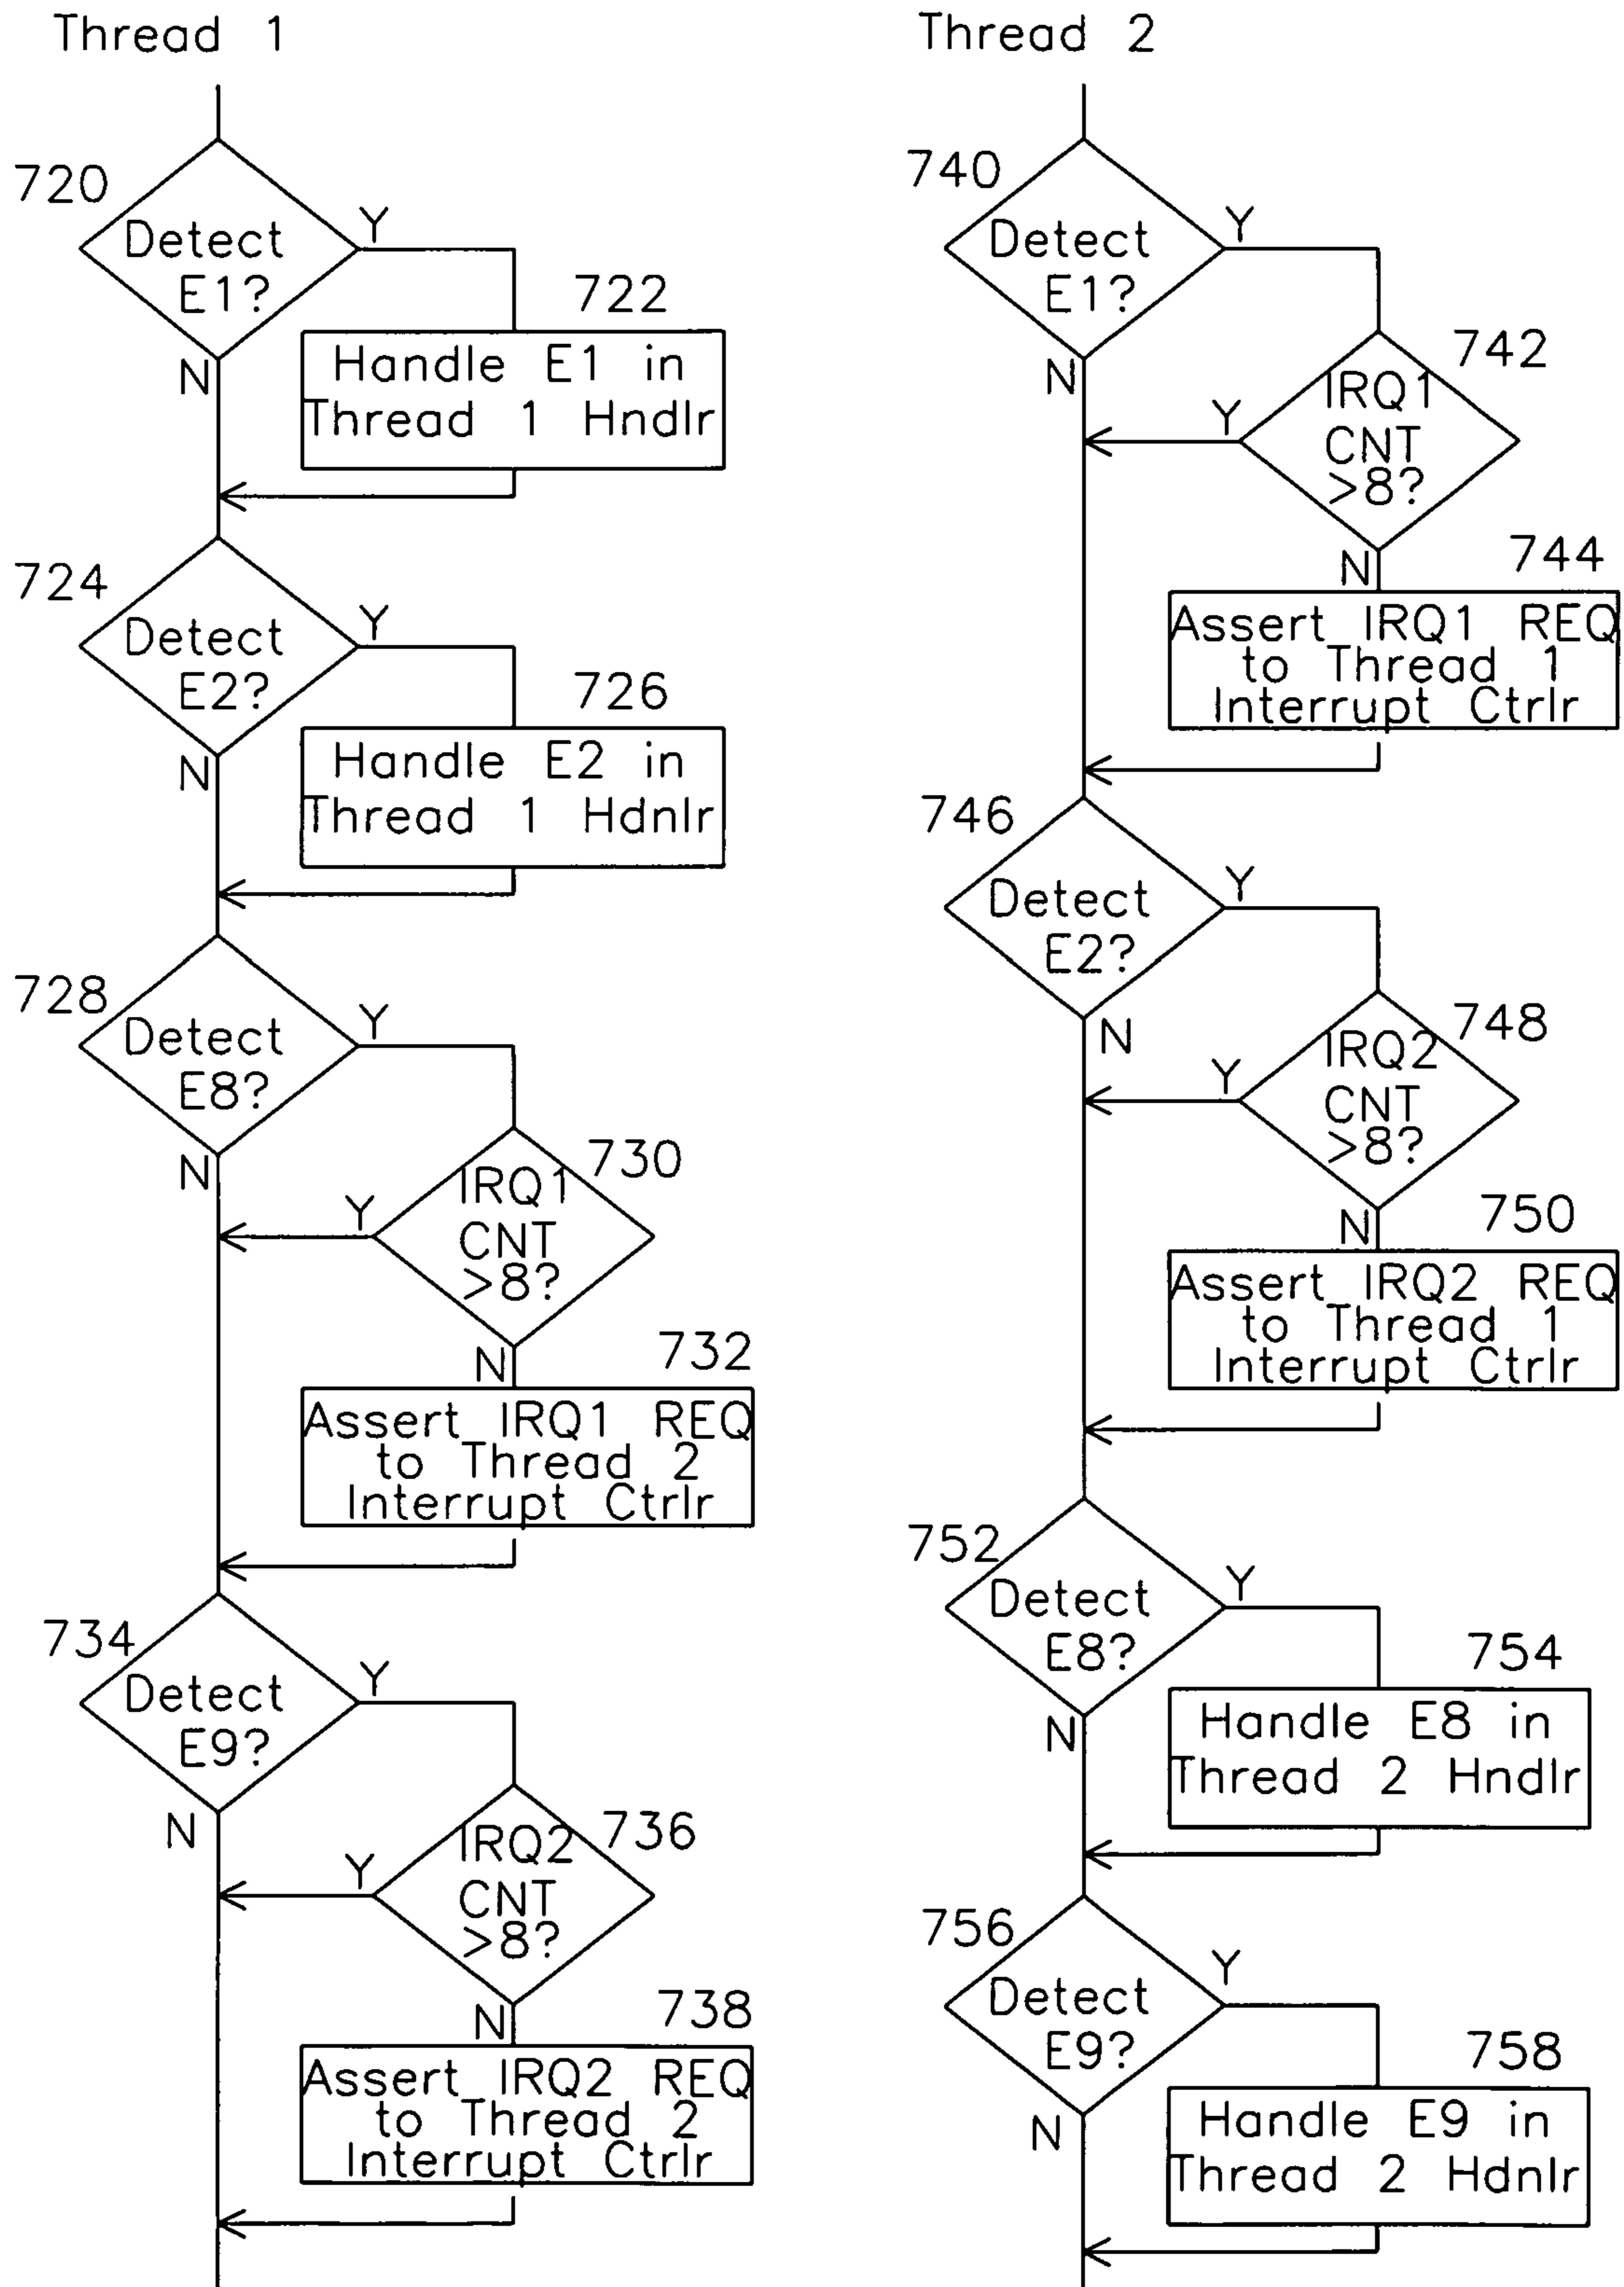 Thread 1
720
Detect
E1?
Y
N
722
Handle E1 in
Thread 1 Hndlr
724
Detect
E2?
Y
N
726
Handle E2 in
Thread 1 Hdnlr
728
Detect
E8?
Y
N
730
IRQ1
CNT
>8?
Y
N
732
Assert IRQ1 REQ
to Thread 2
Interrupt Ctrlr
734
Detect
E9?
Y
N
736
IRQ2
CNT
>8?
Y
N
738
Assert IRQ2 REQ
to Thread 2
Interrupt Ctrlr
Thread 2
740
Detect
E1?
Y
N
742
IRQ1
CNT
>8?
Y
N
744
Assert IRQ1 REQ
to Thread 1
Interrupt Ctrlr
746
Detect
E2?
Y
N
748
IRQ2
CNT
>8?
Y
N
750
Assert IRQ2 REQ
to Thread 1
Interrupt Ctrlr
752
Detect
E8?
Y
N
754
Handle E8 in
Thread 2 Hndlr
756
Detect
E9?
Y
N
758
Handle E9 in
Thread 2 Hdnlr